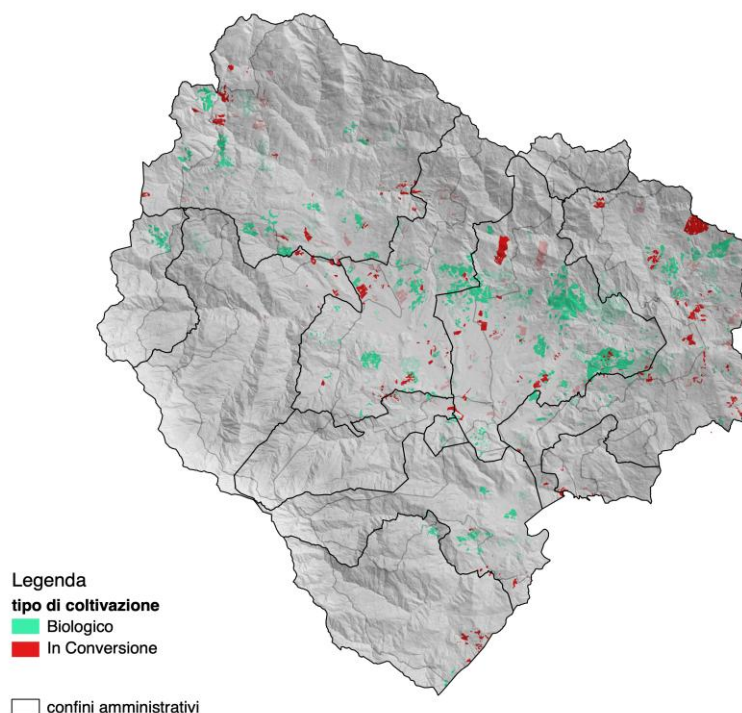 Legenda
tipo di coltivazione
Biologico
In Conversione
confini amministrativi